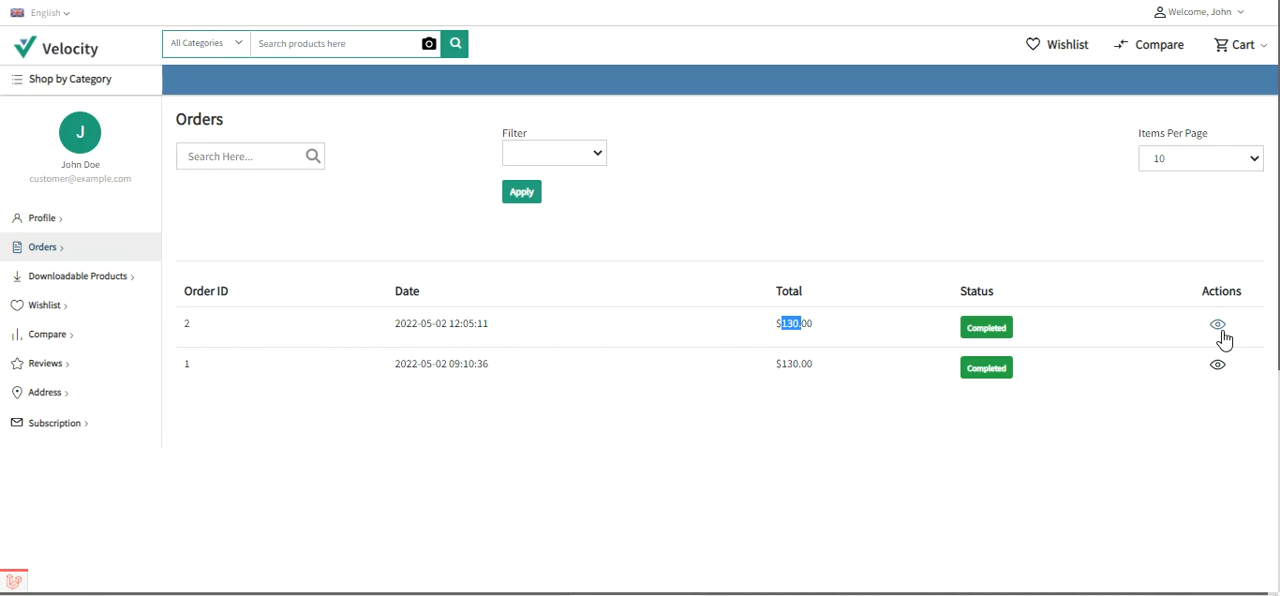 English
Welcome, John
Velocity
All Categories
Search products here
Wishlist
Compare
Cart
Shop by Category
J
John Doe
customer@example.com
Profile
Orders
Downloadable Products
Wishlist
Compare
Reviews
Address
Subscription
Orders
Search Here...
Filter
Apply
Items Per Page
10
Order ID Date Total Status Actions
2 2022-05-02 12:05:11 $130.00 Completed
1 2022-05-02 09:10:36 $130.00 Completed